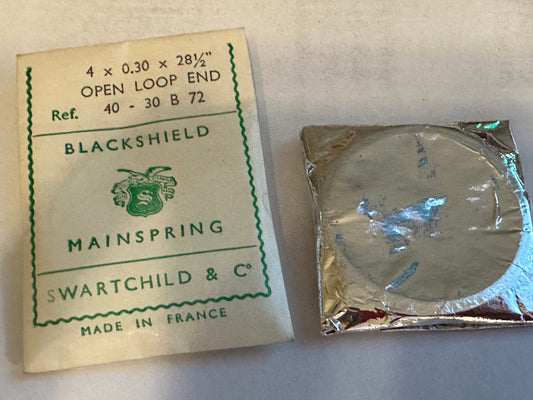 4 x 0.30 x 28½"
OPEN LOOP END
Ref. 40 - 30 B 72
BLACKSHIELD
S
MAINSPRING
SWARTCHILD & Cº
MADE IN FRANCE